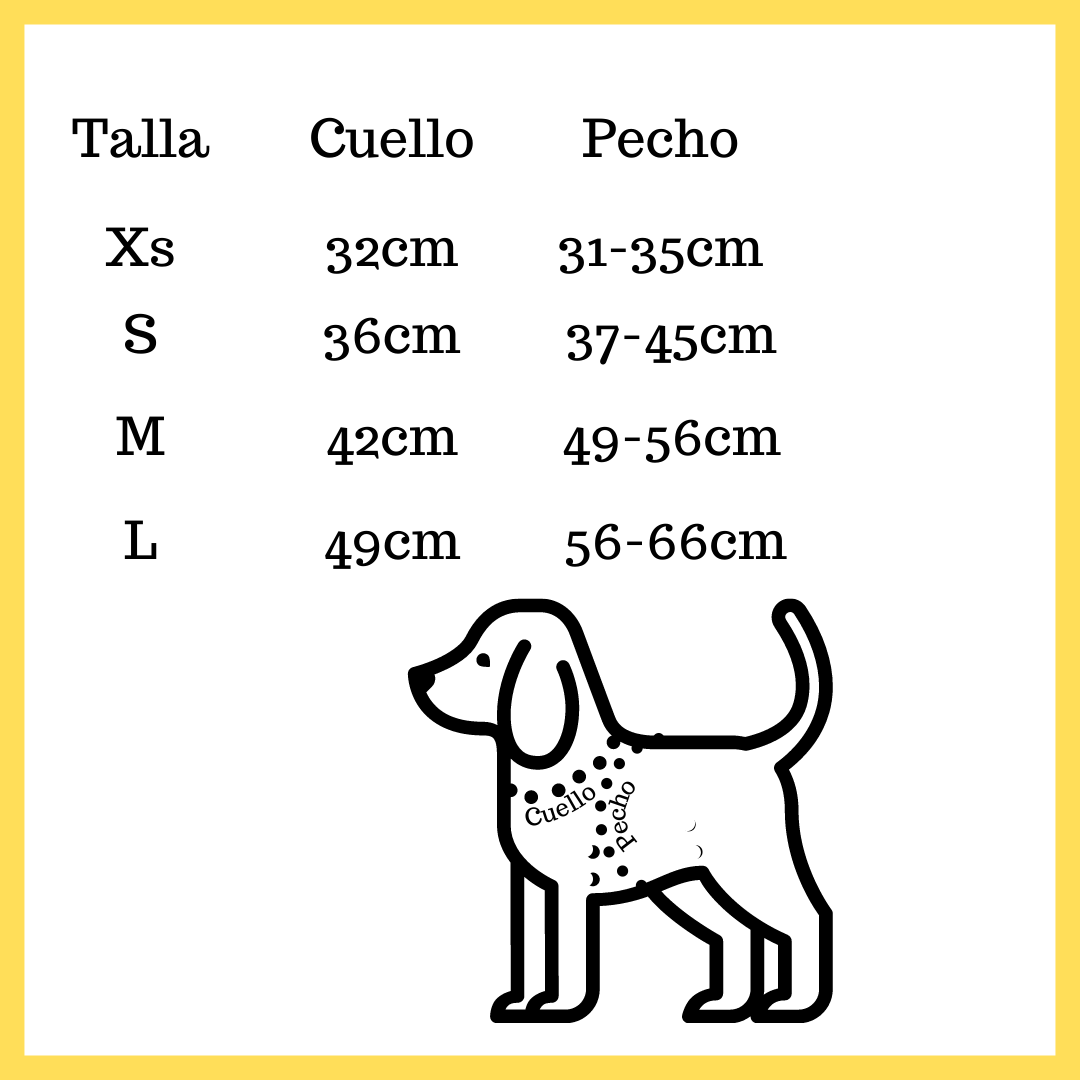 Talla Cuello Pecho
Xs 32cm 31-35cm
S 36cm 37-45cm
M 42cm 49-56cm
L 49cm 56-66cm
Cuello
Pecho